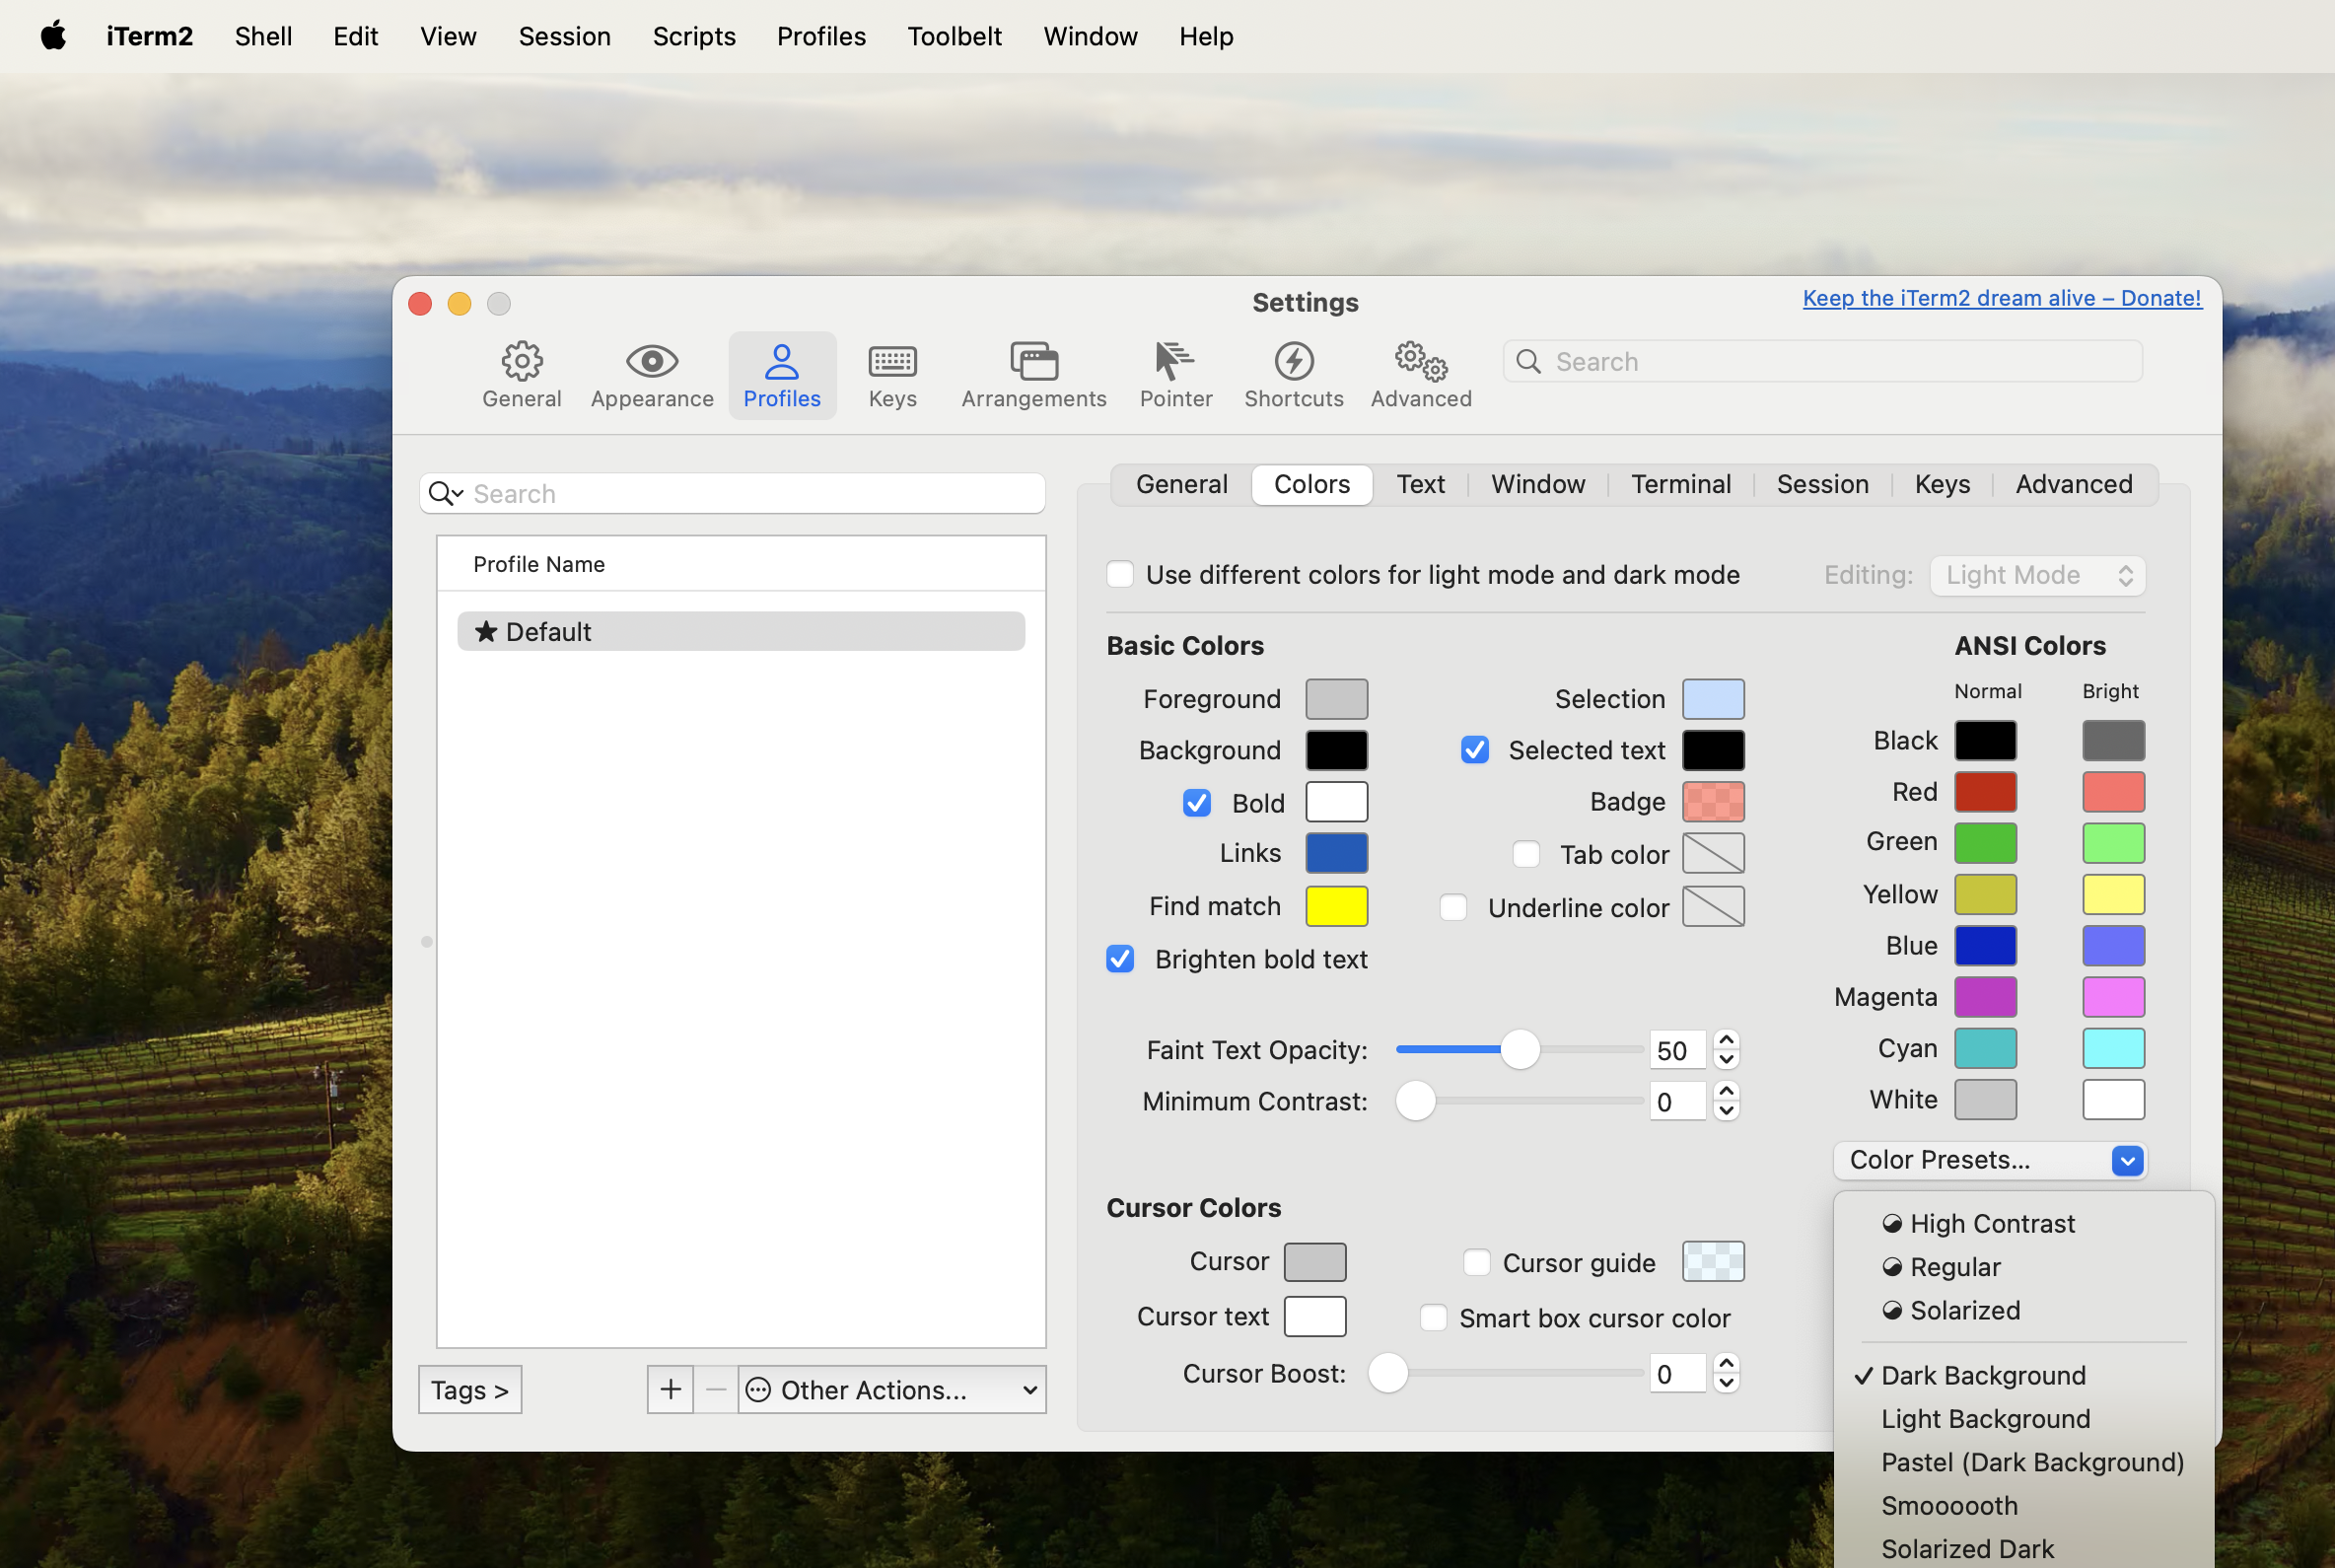 iTerm2 Shell Edit View Session Scripts Profiles Toolbelt Window Help
Settings
Keep the iTerm2 dream alive – Donate!
General Appearance Profiles Keys Arrangements Pointer Shortcuts Advanced
Search
Search
General Colors Text Window Terminal Session Keys Advanced
Profile Name
★ Default
Use different colors for light mode and dark mode
Editing: Light Mode
Basic Colors
Foreground
Background
Bold
Links
Find match
Brighten bold text
Selection
Selected text
Badge
Tab color
Underline color
Faint Text Opacity: 50
Minimum Contrast: 0
ANSI Colors
Normal Bright
Black
Red
Green
Yellow
Blue
Magenta
Cyan
White
Color Presets...
Cursor Colors
Cursor
Cursor text
Cursor guide
Smart box cursor color
Cursor Boost: 0
High Contrast
Regular
Solarized
✓ Dark Background
Light Background
Pastel (Dark Background)
Smoooooth
Solarized Dark
Tags >
+ − Other Actions...